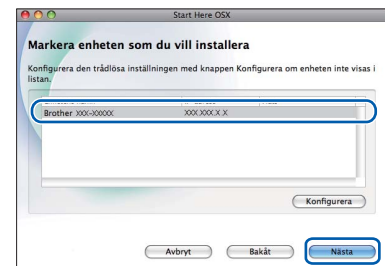 Start Here OSX
Markera enheten som du vill installera
Konfigurera den trådlösa inställningen med knappen Konfigurera om enheten inte visas i
listan.
Brother XXX-XXXXX XXX.XXX.X.X
Konfigurera
Avbryt Bakåt Nästa